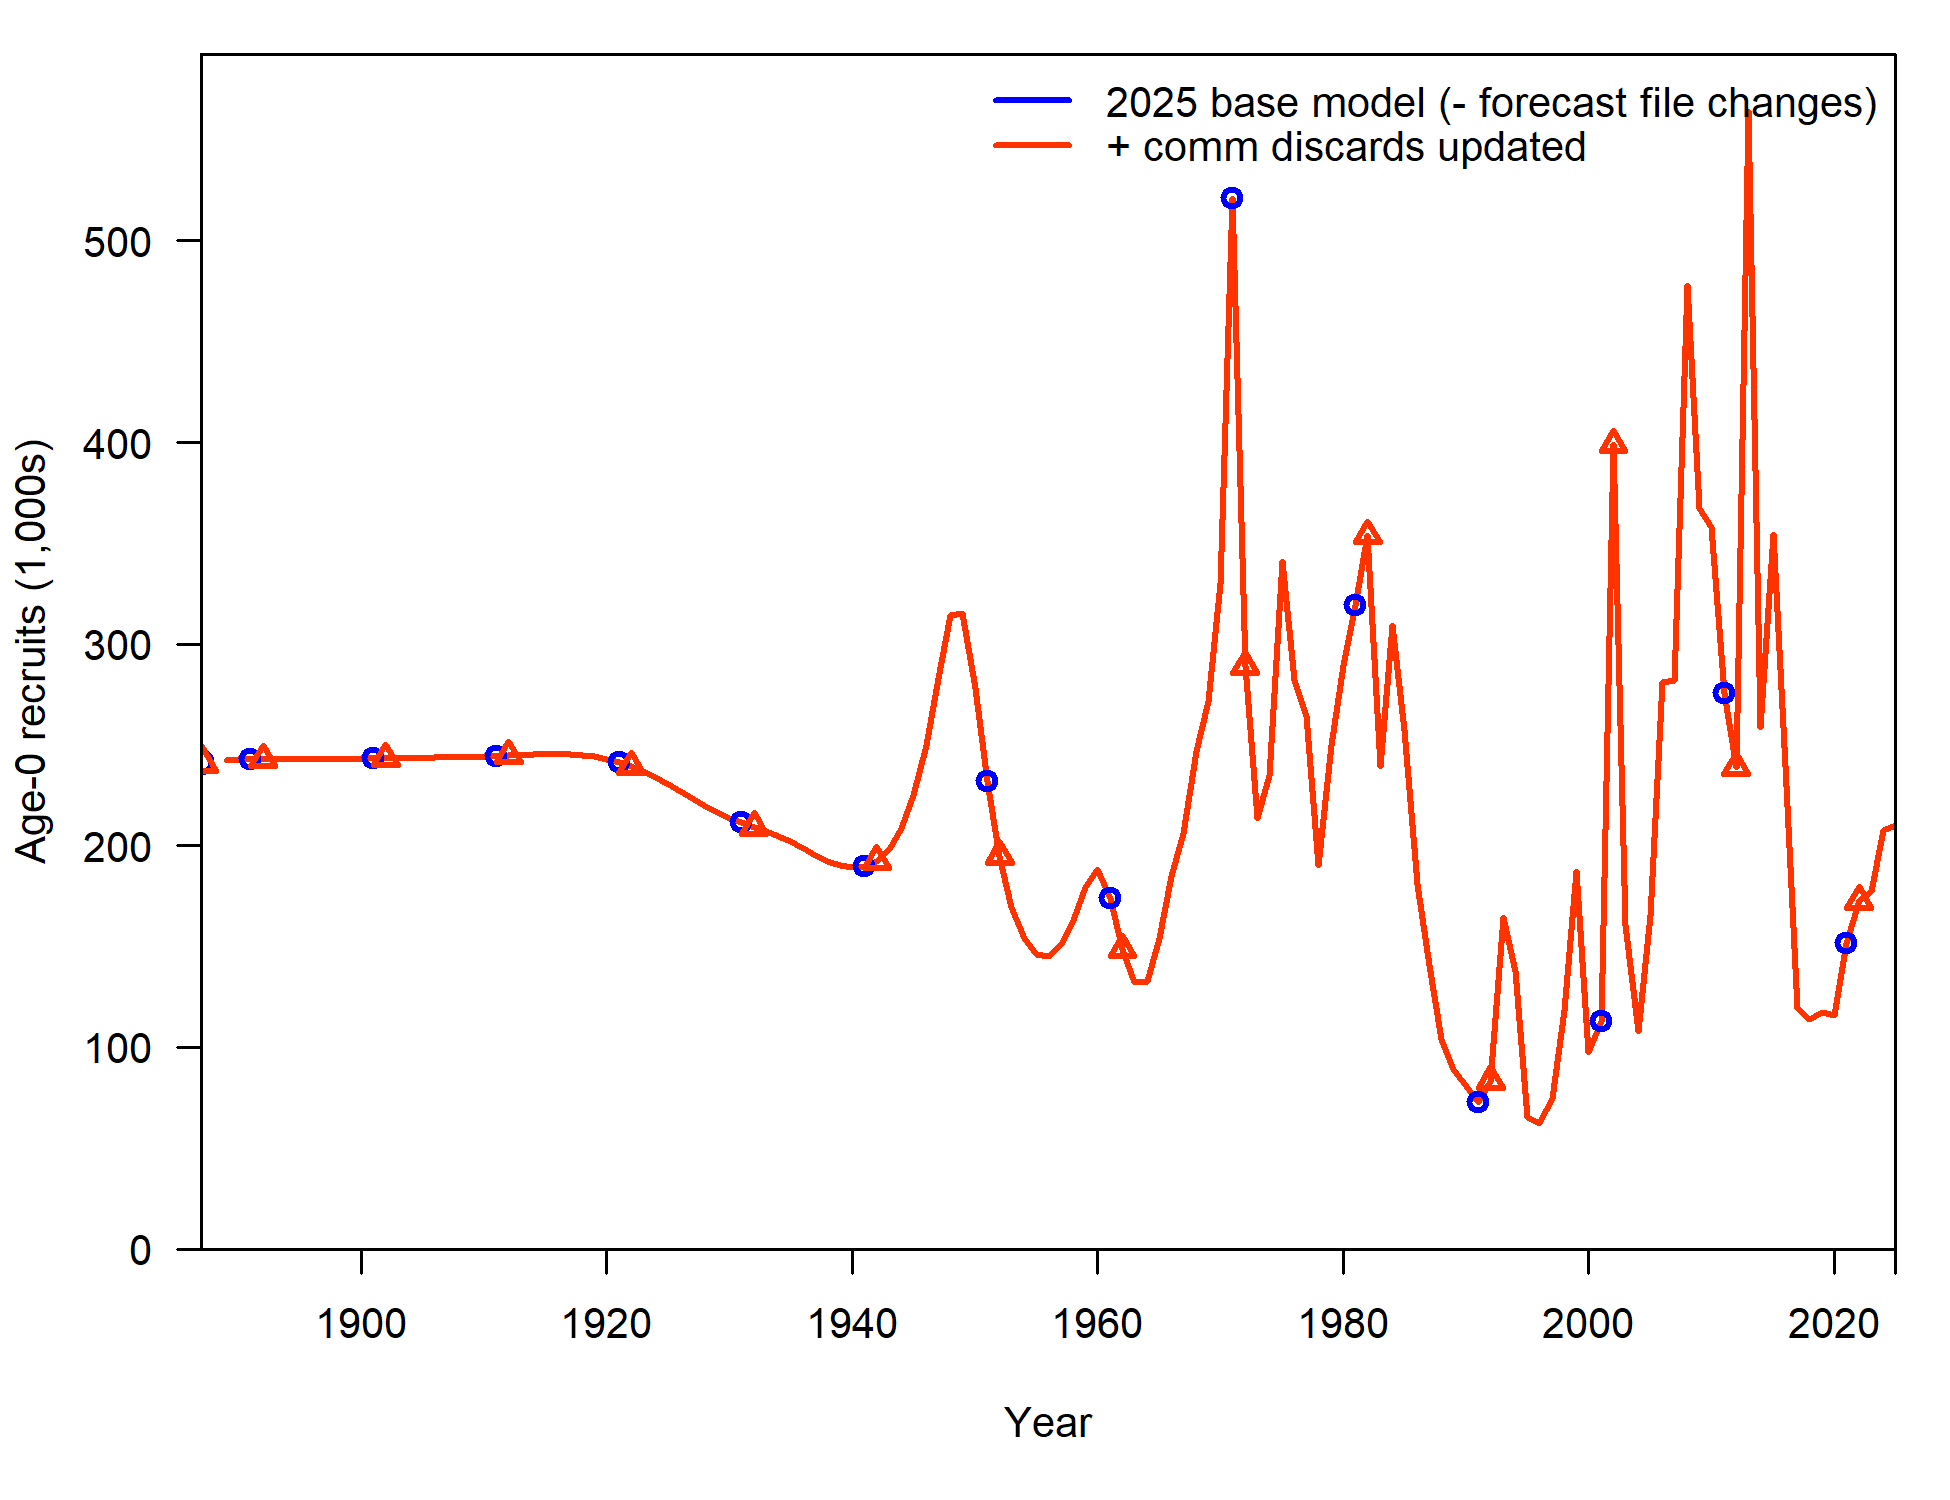 2025 base model (- forecast file changes)
+ comm discards updated
Age-0 recruits (1,000s)
500
400
300
200
100
0
1900 1920 1940 1960 1980 2000 2020
Year